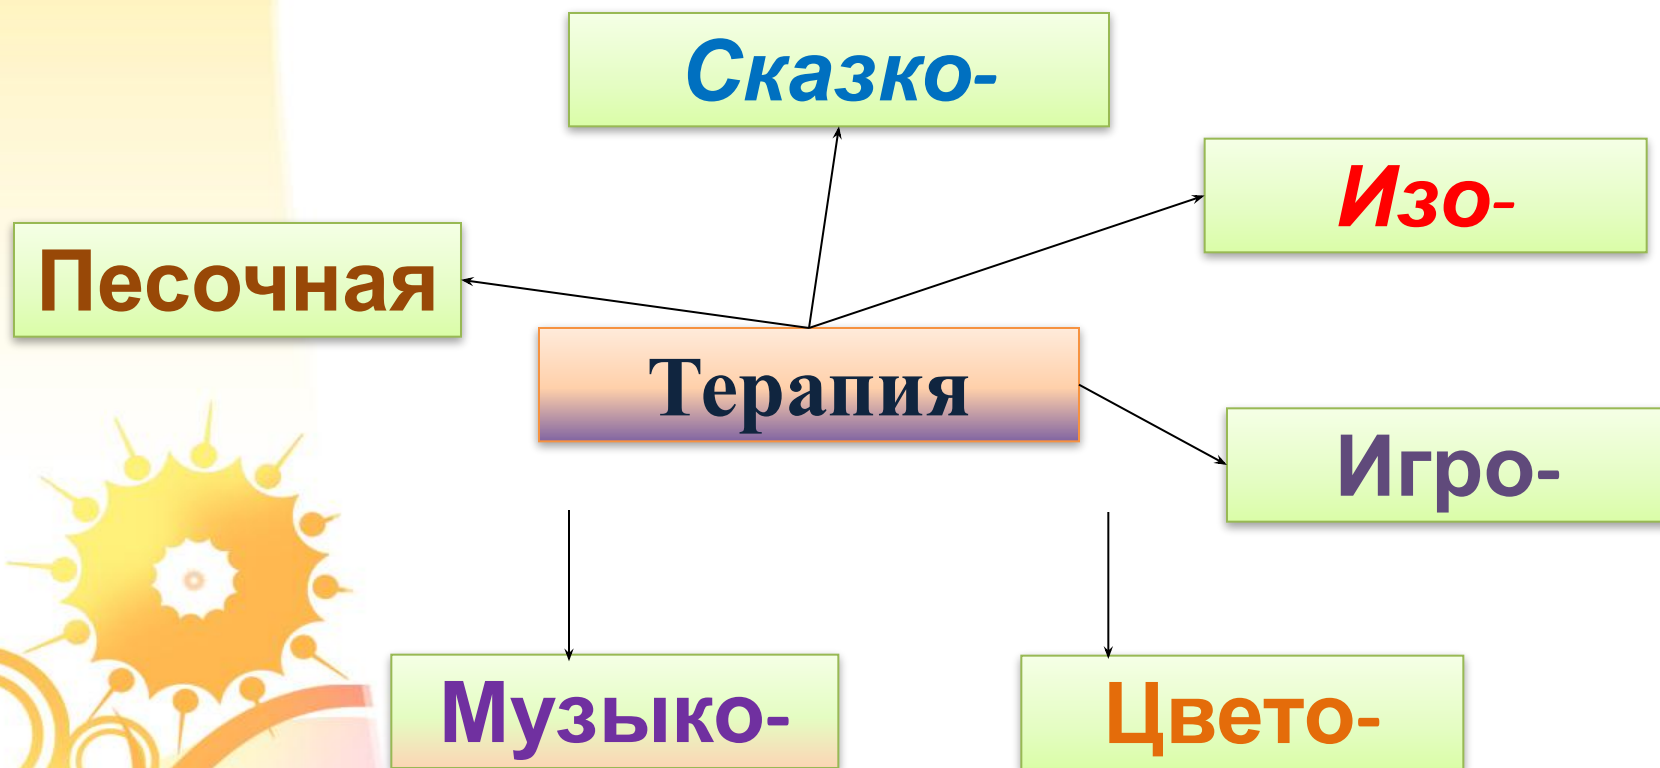 Сказко-
Изо-
Песочная
Терапия
Игро-
Музыко-
Цвето-